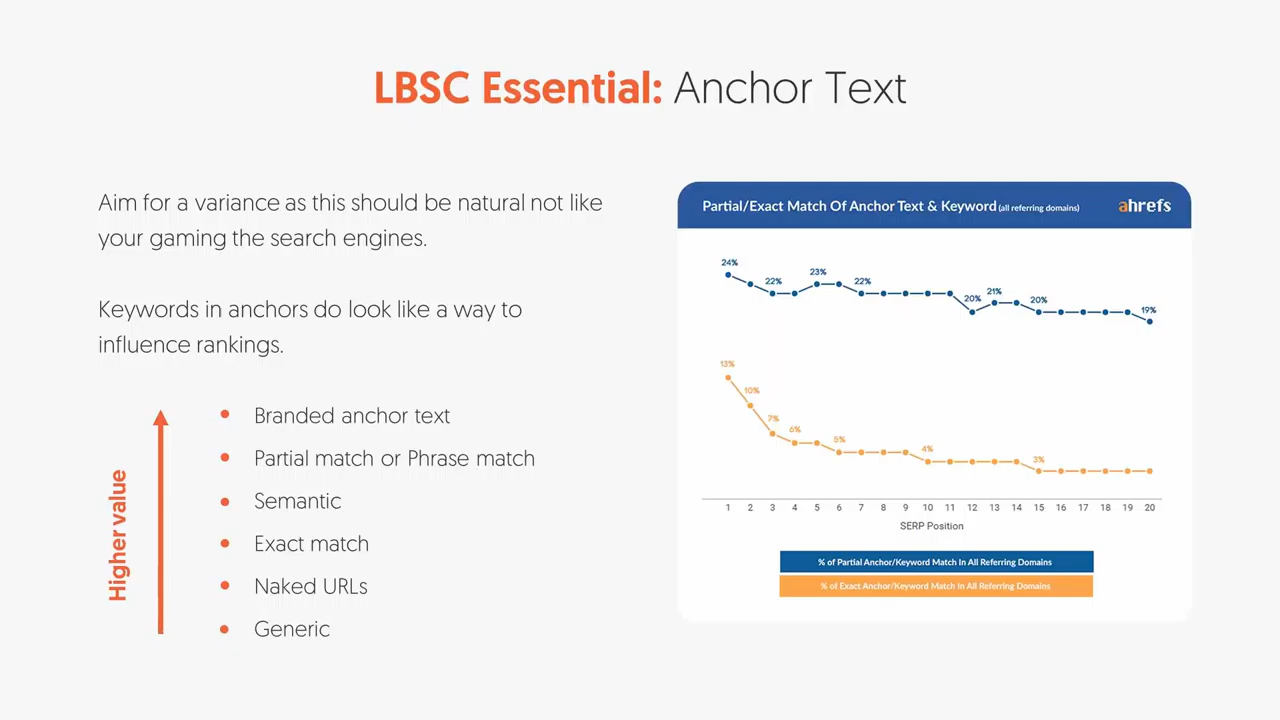 LBSC Essential: Anchor Text
Aim for a variance as this should be natural not like
your gaming the search engines.
Keywords in anchors do look like a way to
influence rankings.
Higher value
Branded anchor text
Partial match or Phrase match
Semantic
Exact match
Naked URLs
Generic
Partial/Exact Match Of Anchor Text & Keyword (all referring domains)
ahrefs
24% 22% 23% 22% 20% 21% 20% 19%
13% 10% 7% 6% 5% 4% 3%
1 2 3 4 5 6 7 8 9 10 11 12 13 14 15 16 17 18 19 20
SERP Position
% of Partial Anchor/Keyword Match In All Referring Domains
% of Exact Anchor/Keyword Match In All Referring Domains